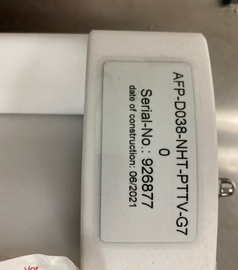 AFP-D038-NHT-PTTV-G7
0
Serial-No.: 926877
date of construction: 06/2021